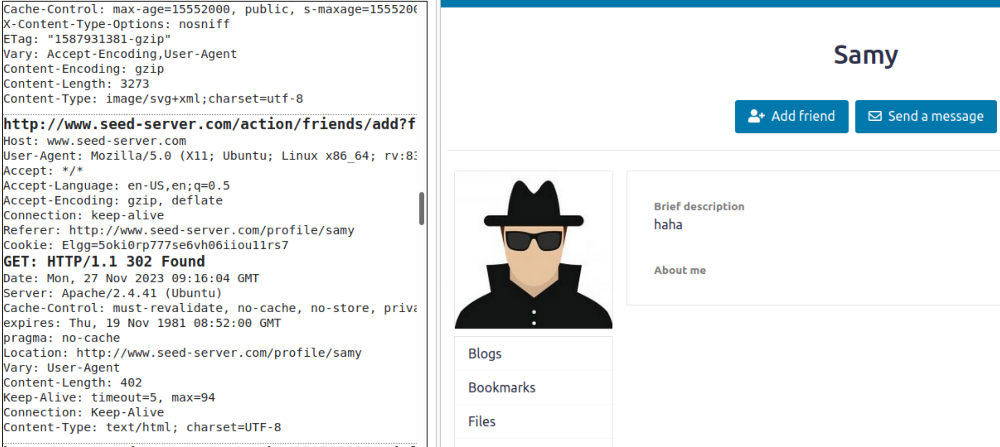 Cache-Control: max-age=15552000, public, s-maxage=1555200
X-Content-Type-Options: nosniff
ETag: "1587931381-gzip"
Vary: Accept-Encoding,User-Agent
Content-Encoding: gzip
Content-Length: 3273
Content-Type: image/svg+xml;charset=utf-8
http://www.seed-server.com/action/friends/add?f
Host: www.seed-server.com
User-Agent: Mozilla/5.0 (X11; Ubuntu; Linux x86_64; rv:83
Accept: */*
Accept-Language: en-US,en;q=0.5
Accept-Encoding: gzip, deflate
Connection: keep-alive
Referer: http://www.seed-server.com/profile/samy
Cookie: Elgg=5oki0rp777se6vh06iiou11rs7
GET: HTTP/1.1 302 Found
Date: Mon, 27 Nov 2023 09:16:04 GMT
Server: Apache/2.4.41 (Ubuntu)
Cache-Control: must-revalidate, no-cache, no-store, priva
expires: Thu, 19 Nov 1981 08:52:00 GMT
pragma: no-cache
Location: http://www.seed-server.com/profile/samy
Vary: User-Agent
Content-Length: 402
Keep-Alive: timeout=5, max=94
Connection: Keep-Alive
Content-Type: text/html; charset=UTF-8
Samy
Add friend
Send a message
Brief description
haha
About me
Blogs
Bookmarks
Files